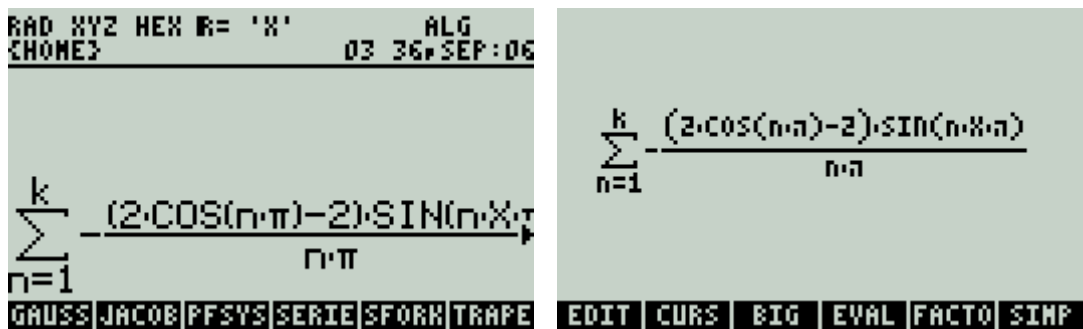 RAD XYZ HEX R= 'X' ALG
{HOME} 03 36,SEP:06
k
∑ -(2·COS(n·π)-2)·SIN(n·X·π
n·π
n=1
GAUSS JACOB PFSYS SERIE SFORK TRAPE
k
∑ -(2·COS(n·π)-2)·SIN(n·X·π)
n·π
n=1
EDIT CURS BIG EVAL FACTO SIMP